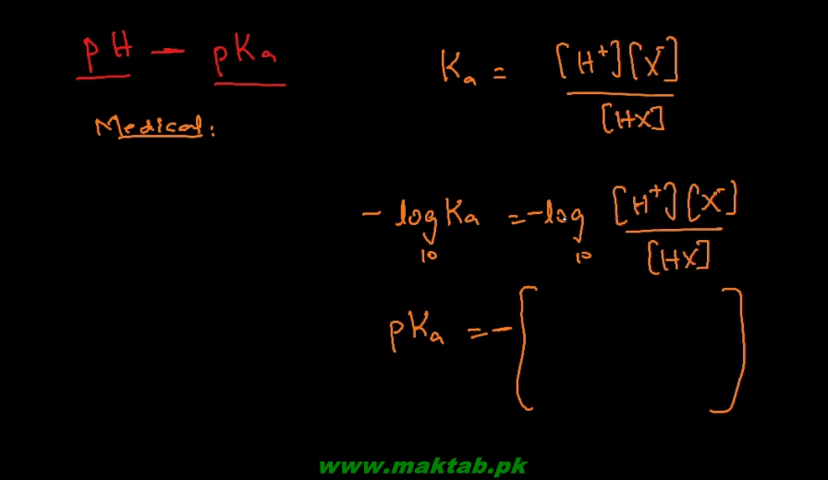 pH - pKa
Medical:
Ka = [H+][X-] / [HX]
- log10 Ka = - log10 [H+][X-] / [HX]
pKa = - [ ]
www.maktab.pk